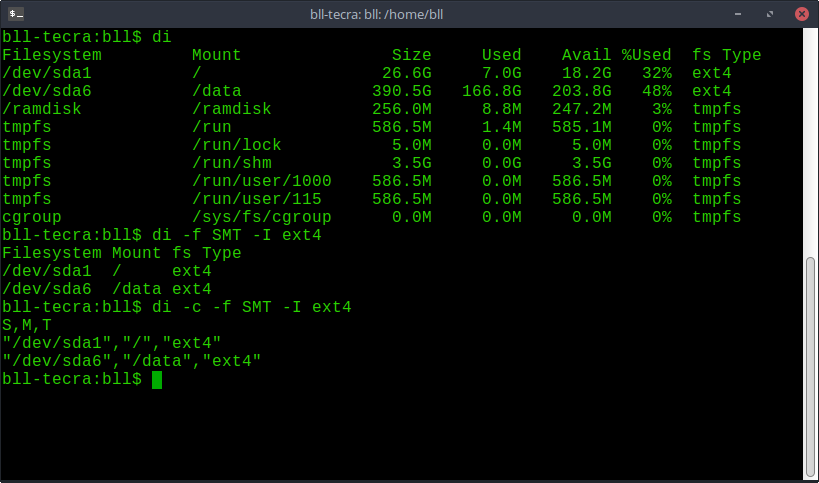 bll-tecra: bll: /home/bll
bll-tecra:bll$ di
Filesystem         Mount               Size     Used    Avail %Used  fs Type
/dev/sda1          /                  26.6G     7.0G    18.2G   32%  ext4
/dev/sda6          /data             390.5G   166.8G   203.8G   48%  ext4
/ramdisk           /ramdisk          256.0M     8.8M   247.2M    3%  tmpfs
tmpfs              /run              586.5M     1.4M   585.1M    0%  tmpfs
tmpfs              /run/lock           5.0M     0.0M     5.0M    0%  tmpfs
tmpfs              /run/shm            3.5G     0.0G     3.5G    0%  tmpfs
tmpfs              /run/user/1000    586.5M     0.0M   586.5M    0%  tmpfs
tmpfs              /run/user/115     586.5M     0.0M   586.5M    0%  tmpfs
cgroup             /sys/fs/cgroup      0.0M     0.0M     0.0M    0%  tmpfs
bll-tecra:bll$ di -f SMT -I ext4
Filesystem Mount fs Type
/dev/sda1  /     ext4
/dev/sda6  /data ext4
bll-tecra:bll$ di -c -f SMT -I ext4
S,M,T
"/dev/sda1","/","ext4"
"/dev/sda6","/data","ext4"
bll-tecra:bll$